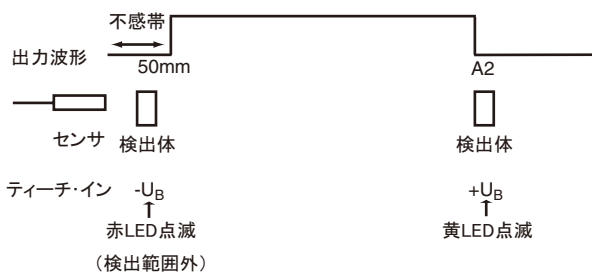 不感帯
出力波形
50mm
A2
センサ
検出体
検出体
ティーチ・イン
-UB
+UB
赤LED点滅
黄LED点滅
（検出範囲外）